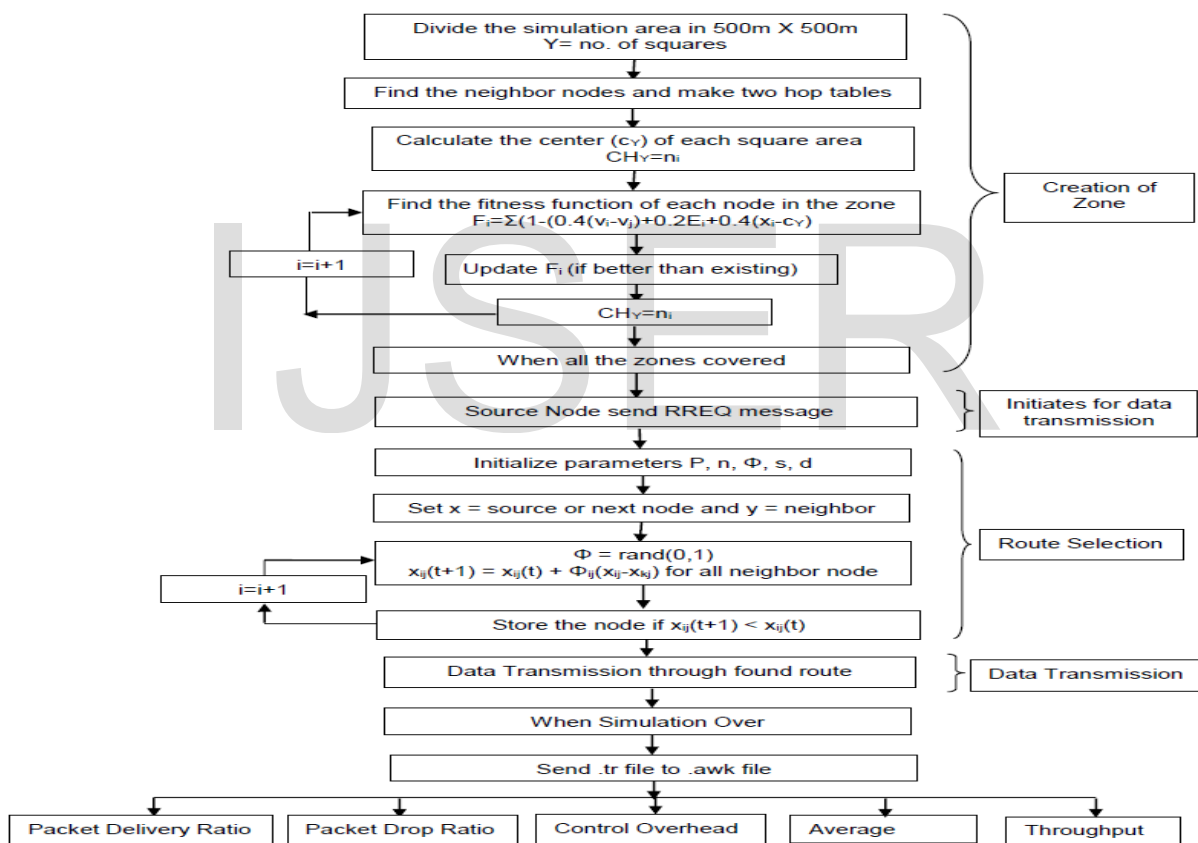 Divide the simulation area in 500m X 500m
Y= no. of squares
Find the neighbor nodes and make two hop tables
Calculate the center (cY) of each square area
CHY=ni
Creation of
Zone
Find the fitness function of each node in the zone
Fi=Σ(1-(0.4(vi-vj)+0.2Ei+0.4(xi-cY)
i=i+1
Update Fi (if better than existing)
CHY=ni
When all the zones covered
IJSER
Source Node send RREQ message
Initiates for data
transmission
Initialize parameters P, n, Φ, s, d
Set x = source or next node and y = neighbor
Route Selection
Φ = rand(0,1)
xij(t+1) = xij(t) + Φij(xij-xkj) for all neighbor node
i=i+1
Store the node if xij(t+1) < xij(t)
Data Transmission through found route
Data Transmission
When Simulation Over
Send .tr file to .awk file
Packet Delivery Ratio
Packet Drop Ratio
Control Overhead
Average
Throughput